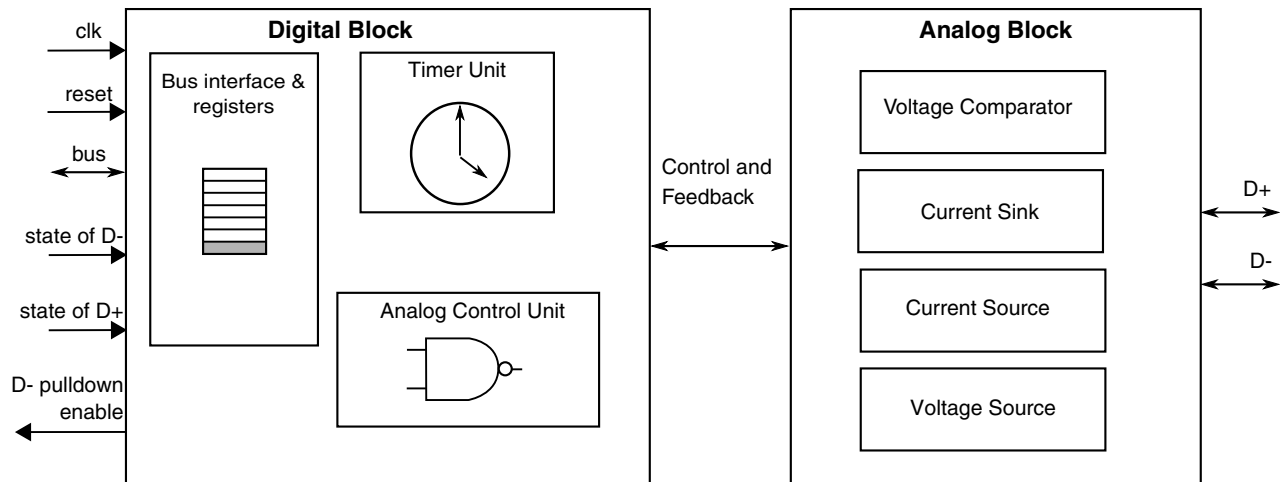 clk
reset
bus
state of D-
state of D+
D- pulldown
enable
Digital Block
Bus interface &
registers
Timer Unit
Analog Control Unit
Control and
Feedback
Analog Block
Voltage Comparator
Current Sink
Current Source
Voltage Source
D+
D-